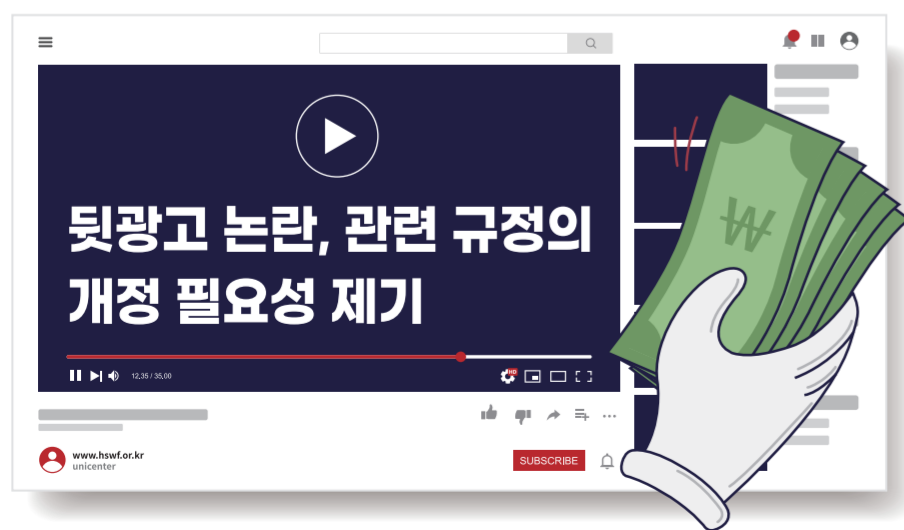 뒷광고 논란, 관련 규정의
개정 필요성 제기
₩
12,35 / 35,00
HD
www.hswf.or.kr
unicenter
SUBSCRIBE